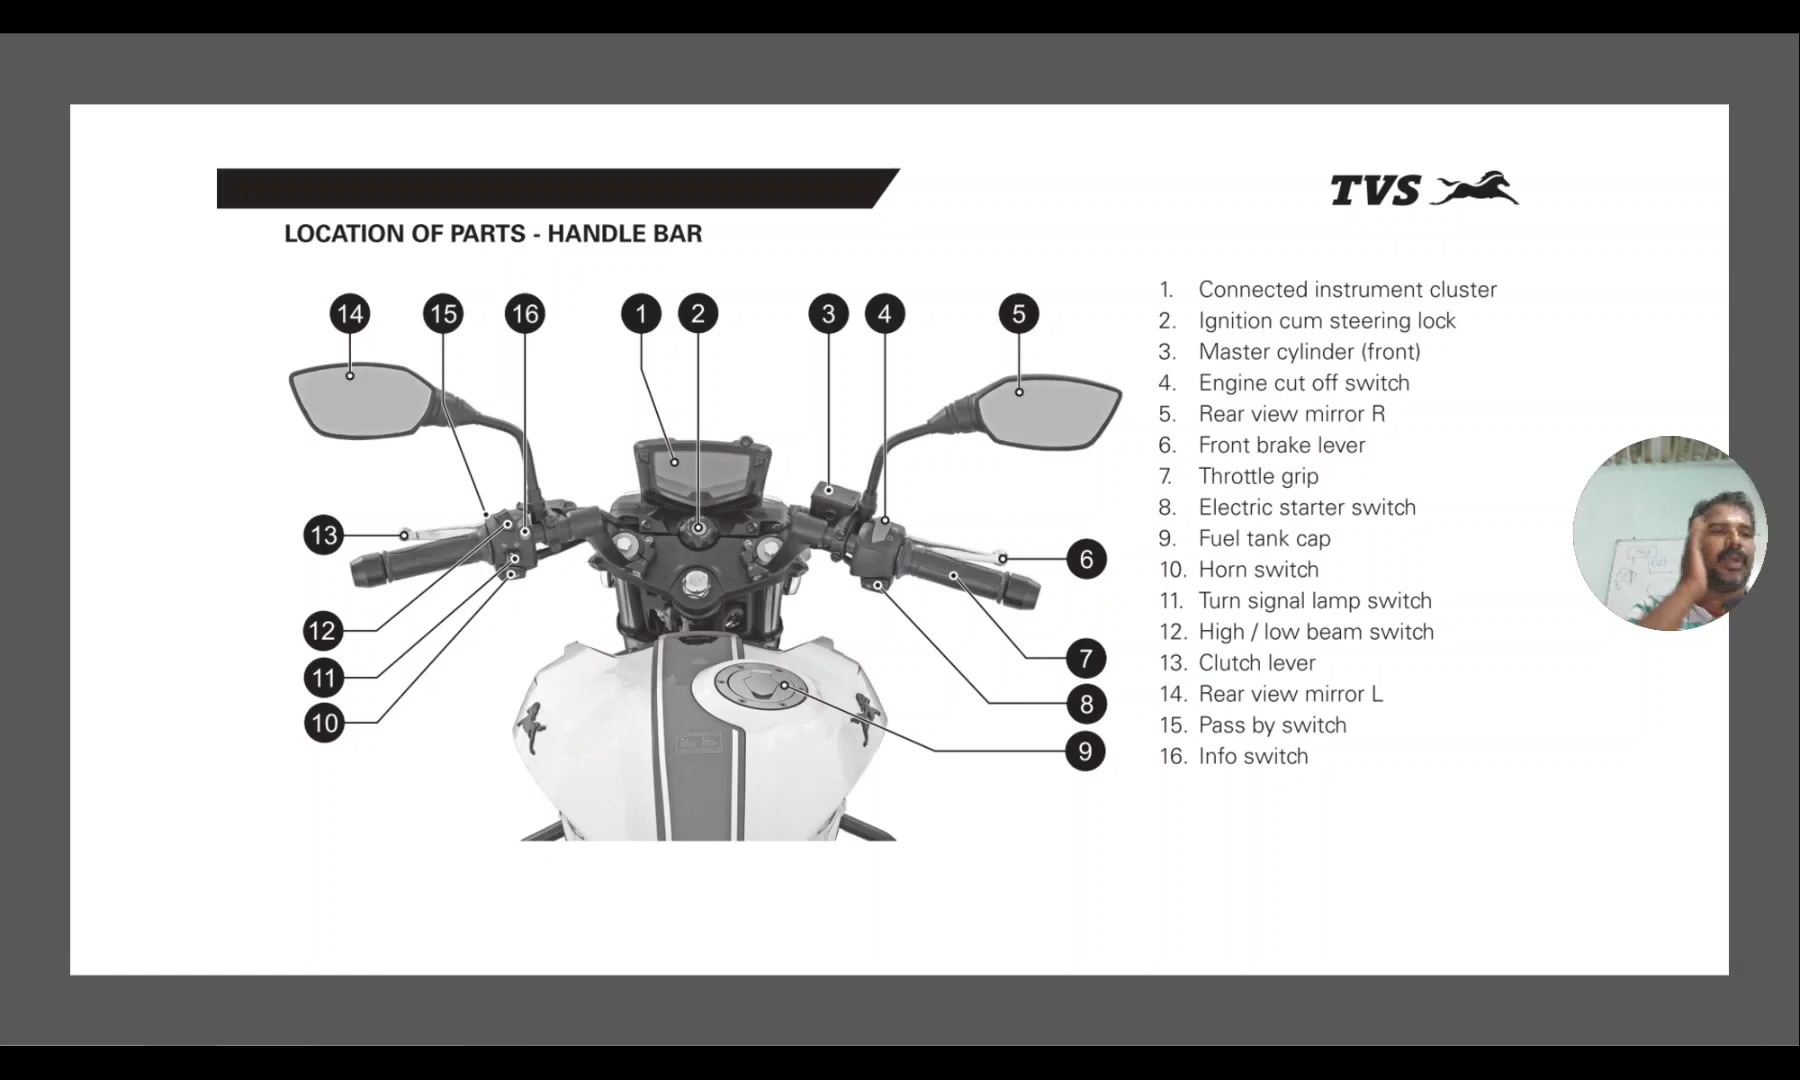 TVS
LOCATION OF PARTS - HANDLE BAR
14 15 16 1 2 3 4 5
13
12
11
10
6
7
8
9
1. Connected instrument cluster
2. Ignition cum steering lock
3. Master cylinder (front)
4. Engine cut off switch
5. Rear view mirror R
6. Front brake lever
7. Throttle grip
8. Electric starter switch
9. Fuel tank cap
10. Horn switch
11. Turn signal lamp switch
12. High / low beam switch
13. Clutch lever
14. Rear view mirror L
15. Pass by switch
16. Info switch